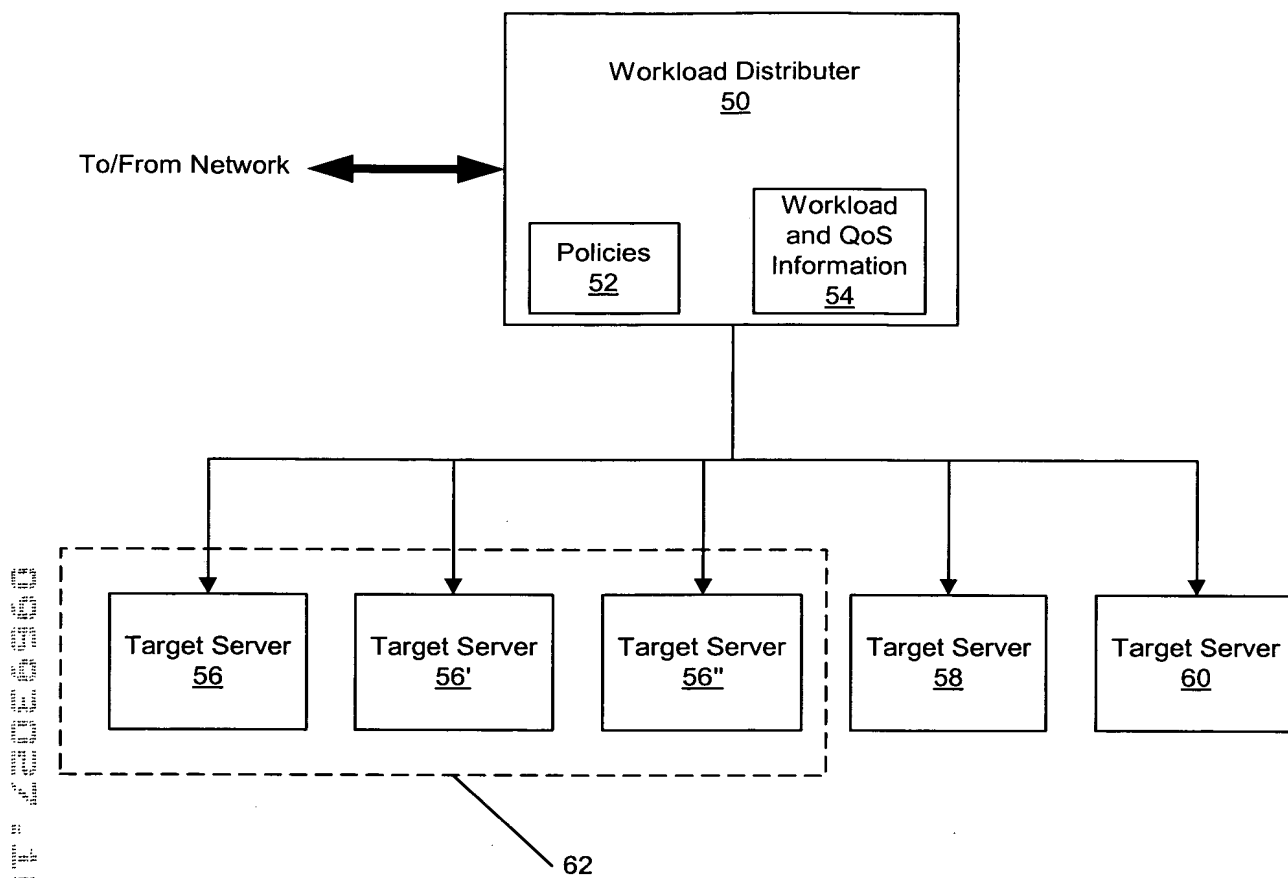 Workload Distributer
50
To/From Network
Workload
and QoS
Information
54
Policies
52
Target Server
56
Target Server
56'
Target Server
56"
Target Server
58
Target Server
60
62